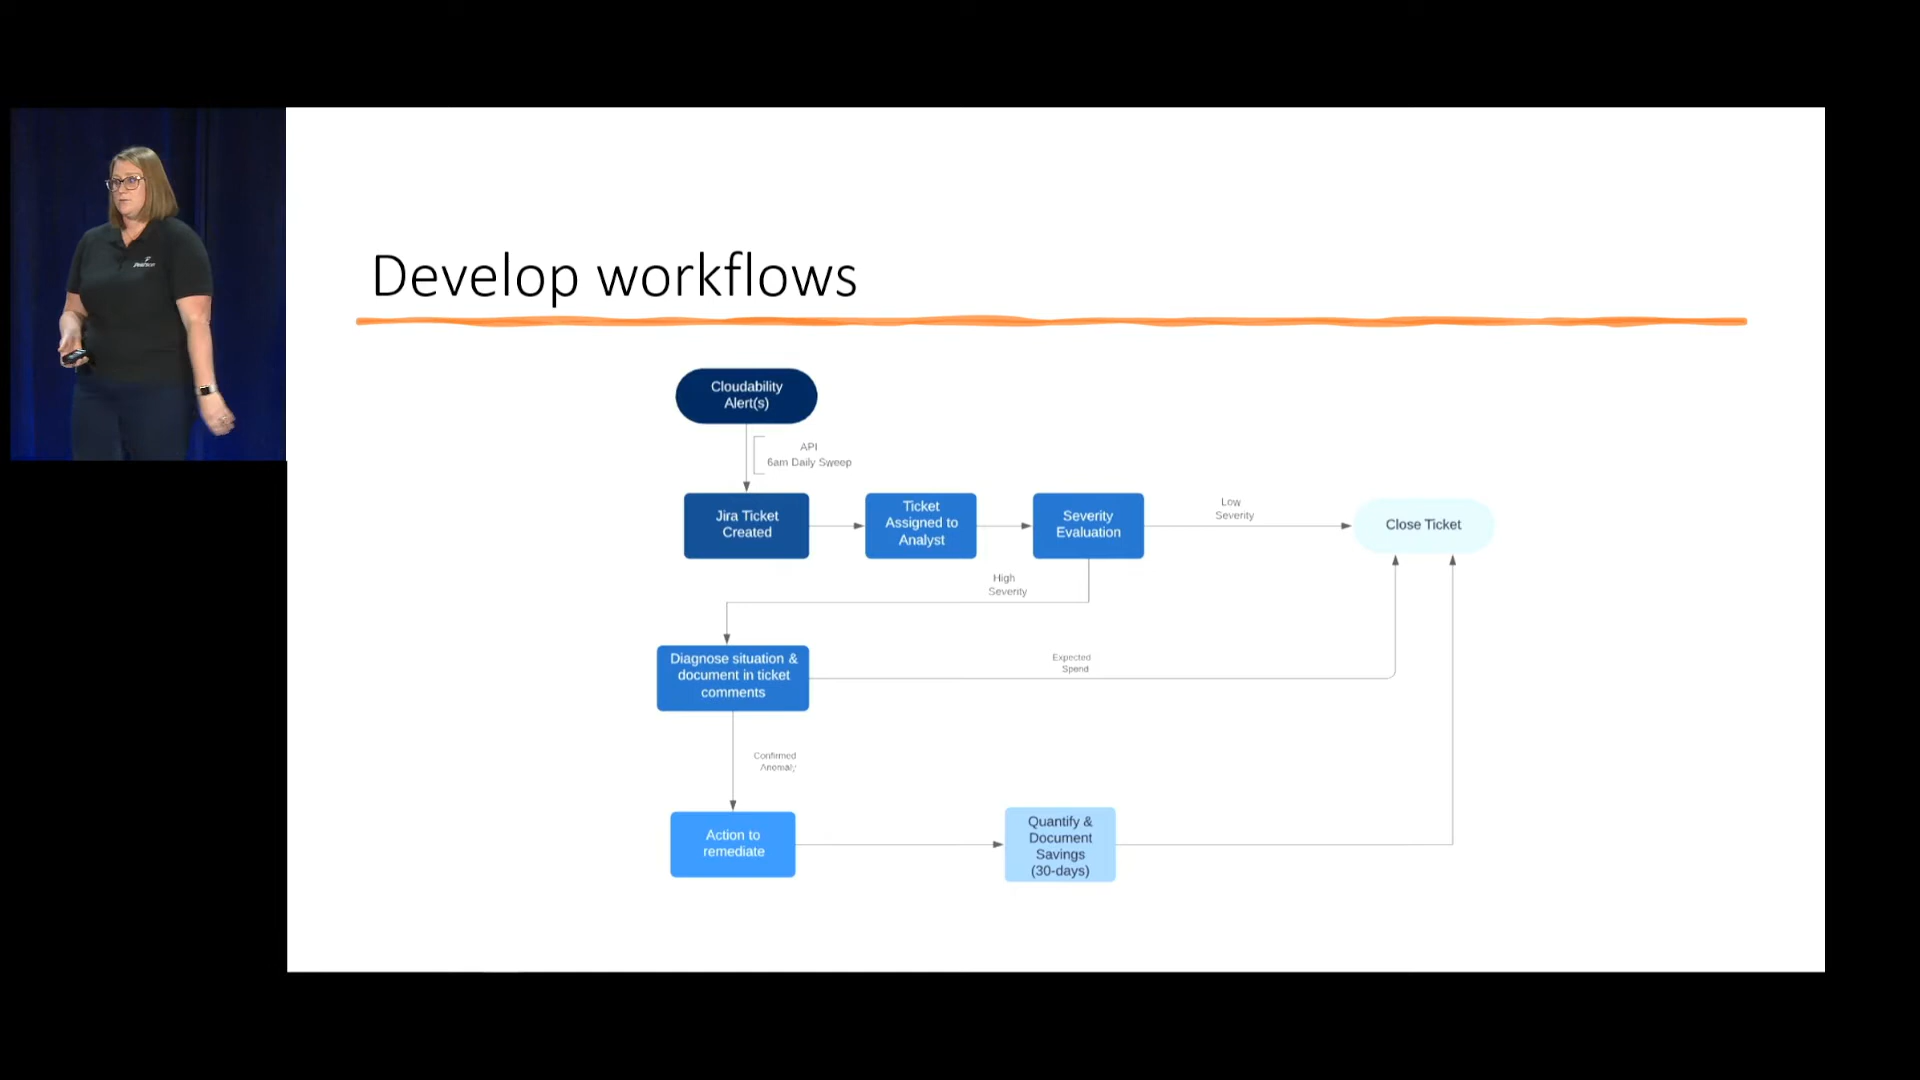 Develop workflows
Cloudability
Alert(s)
API
6am Daily Sweep
Jira Ticket
Created
Ticket
Assigned to
Analyst
Severity
Evaluation
Low
Severity
Close Ticket
High
Severity
Diagnose situation &
document in ticket
comments
Expected
Spend
Confirmed
Anomaly
Action to
remediate
Quantify &
Document
Savings
(30-days)